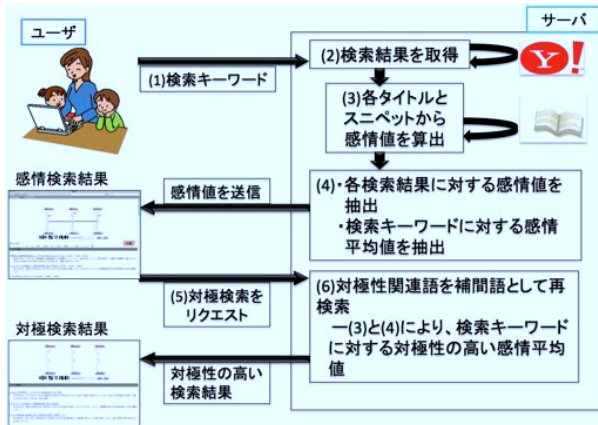 ユーザ
サーバ
(1)検索キーワード
(2)検索結果を取得
Y!
(3)各タイトルと
スニペットから
感情値を算出
感情検索結果
感情値を送信
(4)・各検索結果に対する感情値を
抽出
・検索キーワードに対する感情
平均値を抽出
(5)対極検索を
リクエスト
(6)対極性関連語を補間語として再
検索
―(3)と(4)により、検索キーワード
に対する対極性の高い感情平均
値
対極検索結果
対極性の高い
検索結果